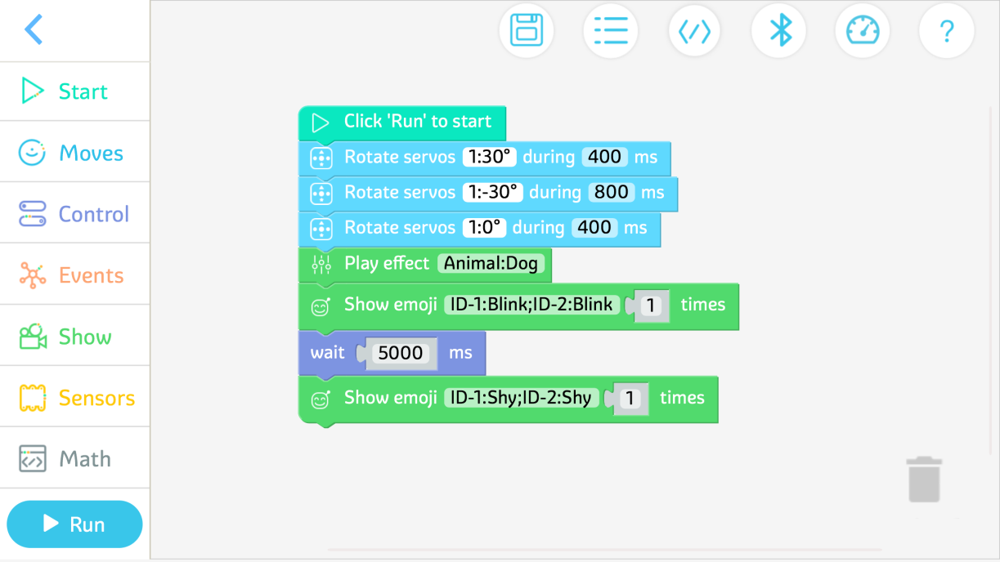 Start
Moves
Control
Events
Show
Sensors
Math
Run
?
Click 'Run' to start
Rotate servos 1:30° during 400 ms
Rotate servos 1:-30° during 800 ms
Rotate servos 1:0° during 400 ms
Play effect Animal:Dog
Show emoji ID-1:Blink;ID-2:Blink 1 times
wait 5000 ms
Show emoji ID-1:Shy;ID-2:Shy 1 times